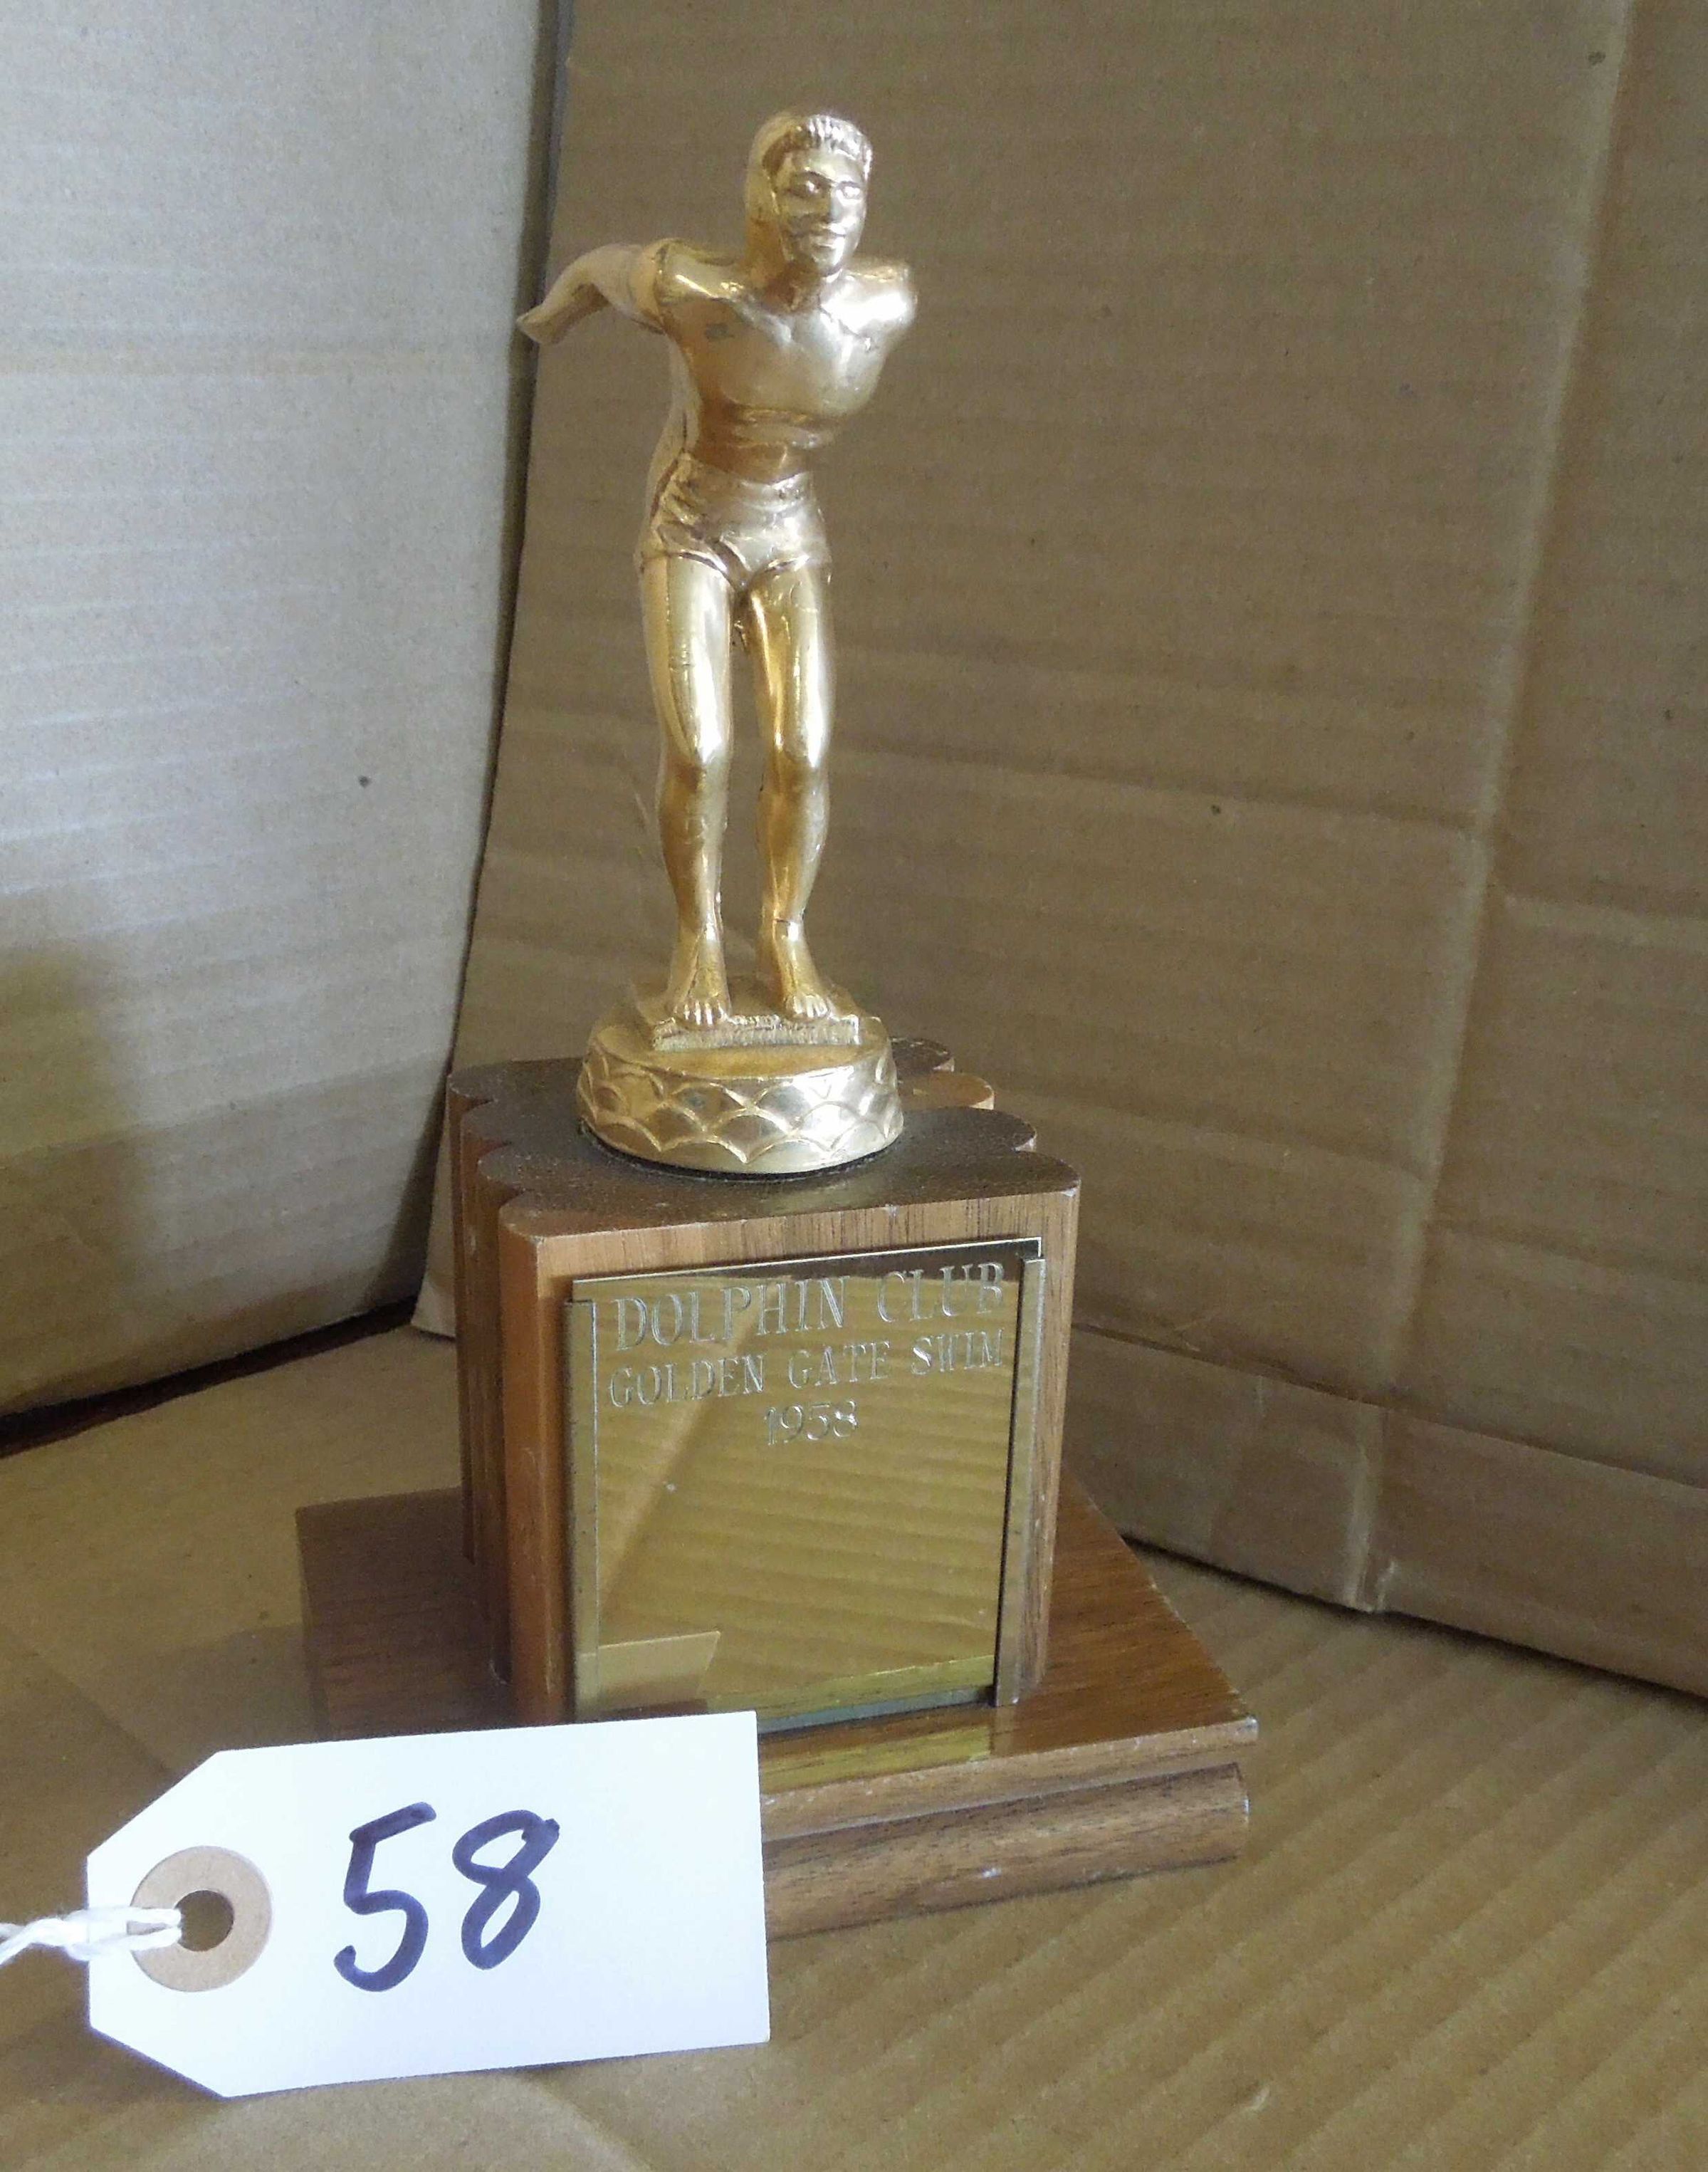 DOLPHIN CLUB
GOLDEN GATE SWIM
1958
58